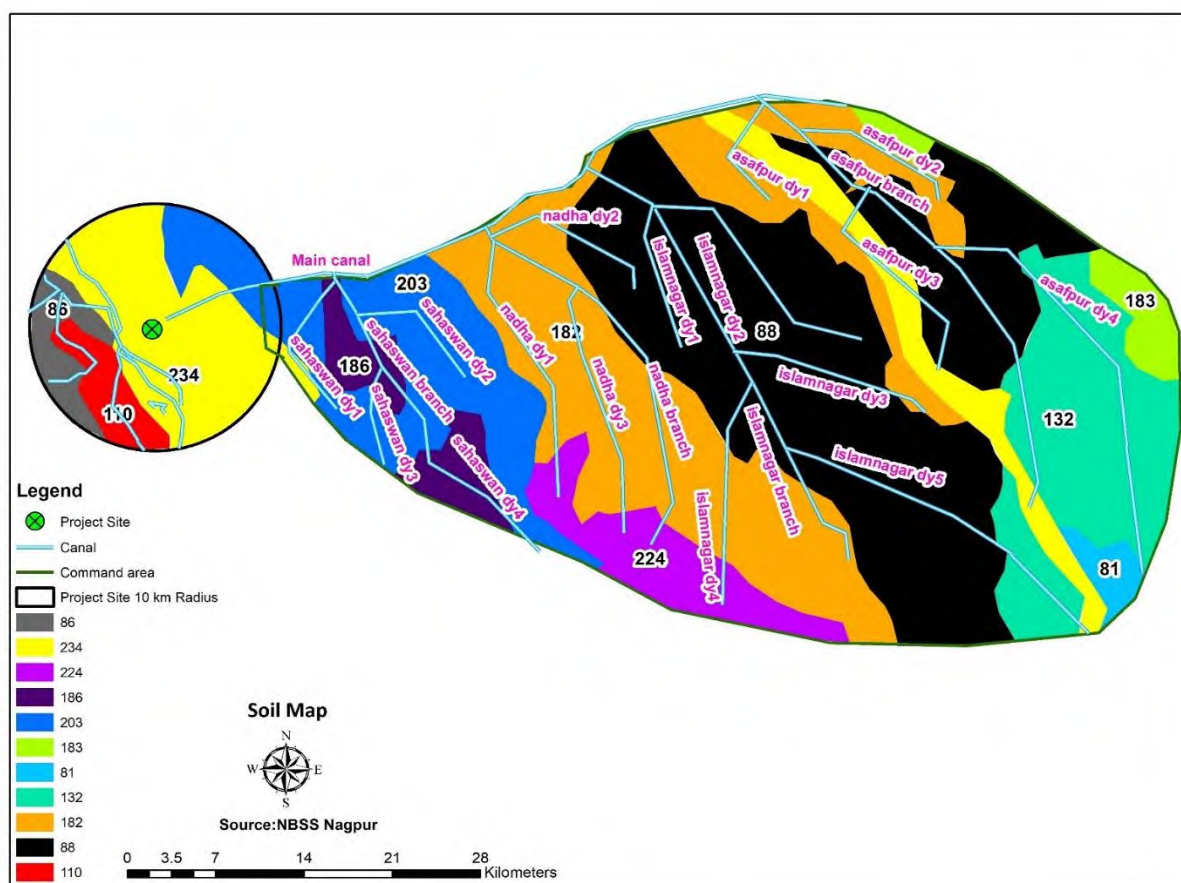 asafpur dy2
asafpur branch
asafpur dy1
nadha dy2
Main canal
islamnagar dy1
islamnagar dy2
asafpur dy3
asafpur dy4
203
183
86
sahaswan dy2
182
88
nadha dy1
186
sahaswan branch
sahaswan dy1
234
islamnagar dy3
nadha dy3
nadha branch
110
sahaswan dy3
132
sahaswan dy4
islamnagar branch
islamnagar dy5
islamnagar dy4
224
81
Legend
Project Site
Canal
Command area
Project Site 10 km Radius
86
234
224
186
203
183
81
132
182
88
110
Soil Map
N
W E
S
Source:NBSS Nagpur
0 3.5 7 14 21 28
Kilometers